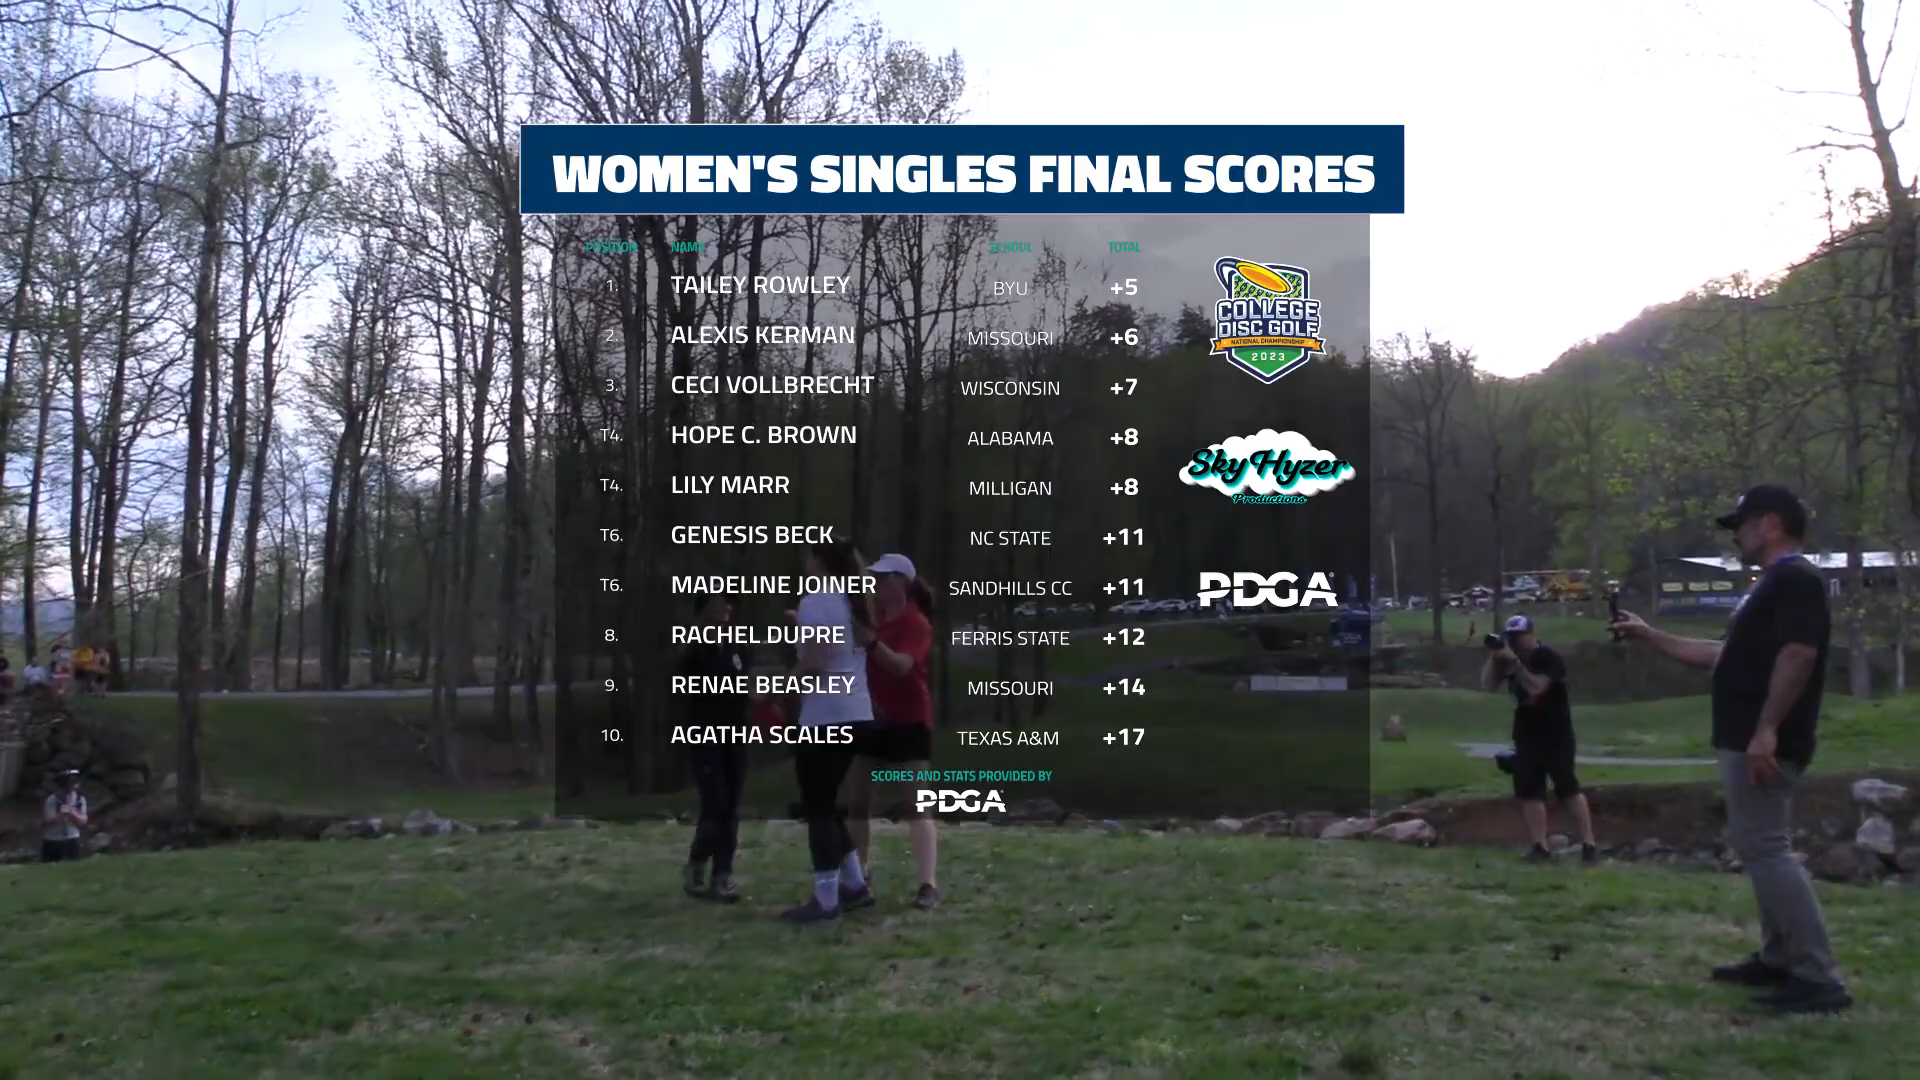 WOMEN'S SINGLES FINAL SCORES
POSITION NAME SCHOOL TOTAL
1. TAILEY ROWLEY BYU +5
2. ALEXIS KERMAN MISSOURI +6
3. CECI VOLLBRECHT WISCONSIN +7
T4. HOPE C. BROWN ALABAMA +8
T4. LILY MARR MILLIGAN +8
T6. GENESIS BECK NC STATE +11
T6. MADELINE JOINER SANDHILLS CC +11
8. RACHEL DUPRE FERRIS STATE +12
9. RENAE BEASLEY MISSOURI +14
10. AGATHA SCALES TEXAS A&M +17
SCORES AND STATS PROVIDED BY
PDGA
COLLEGE
DISC GOLF
NATIONAL CHAMPIONSHIP
2023
Sky Hyzer
Productions
PDGA